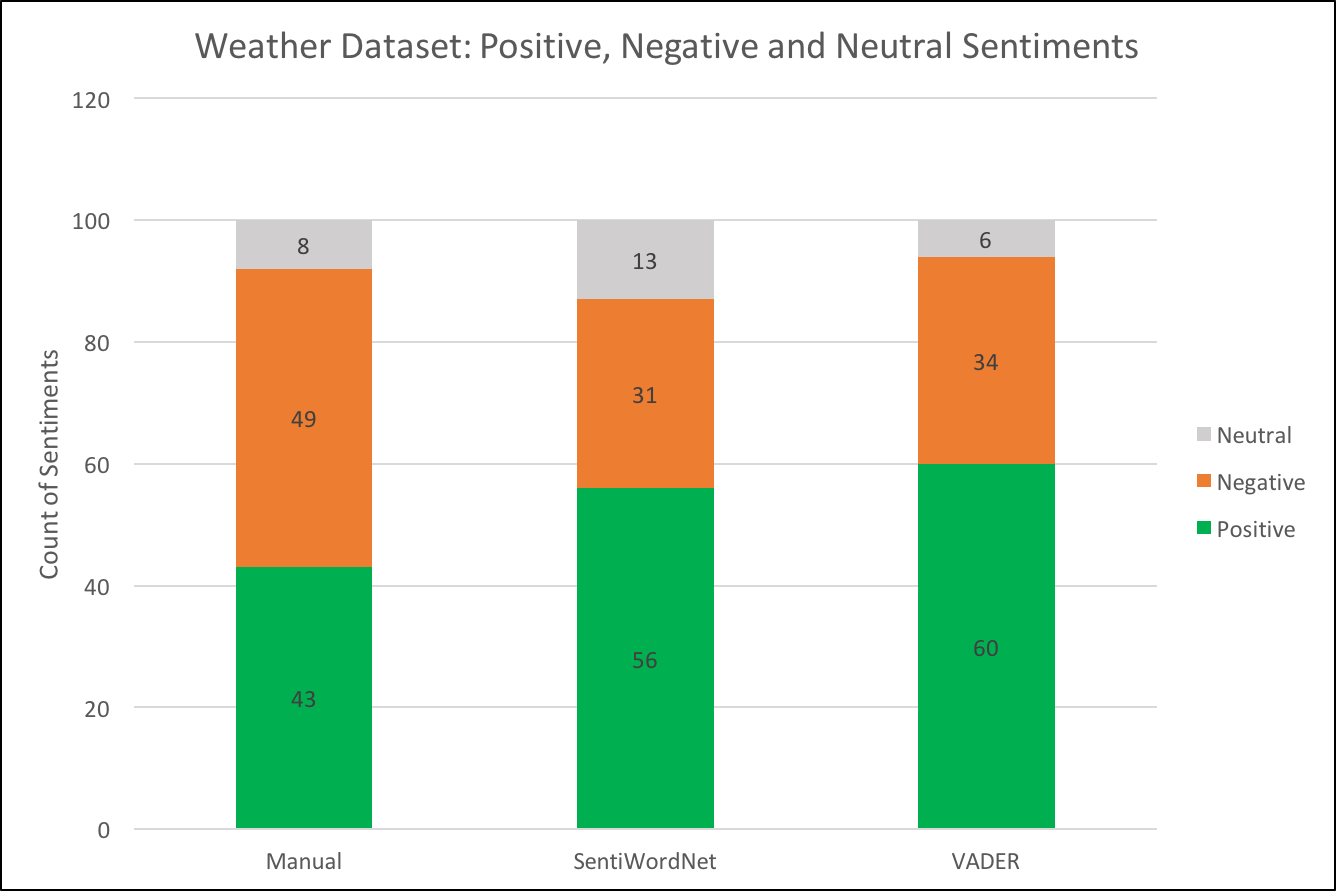 Weather Dataset: Positive, Negative and Neutral Sentiments
120
100
80
60
40
20
0
Count of Sentiments
8
49
43
13
31
56
6
34
60
Manual
SentiWordNet
VADER
Neutral
Negative
Positive